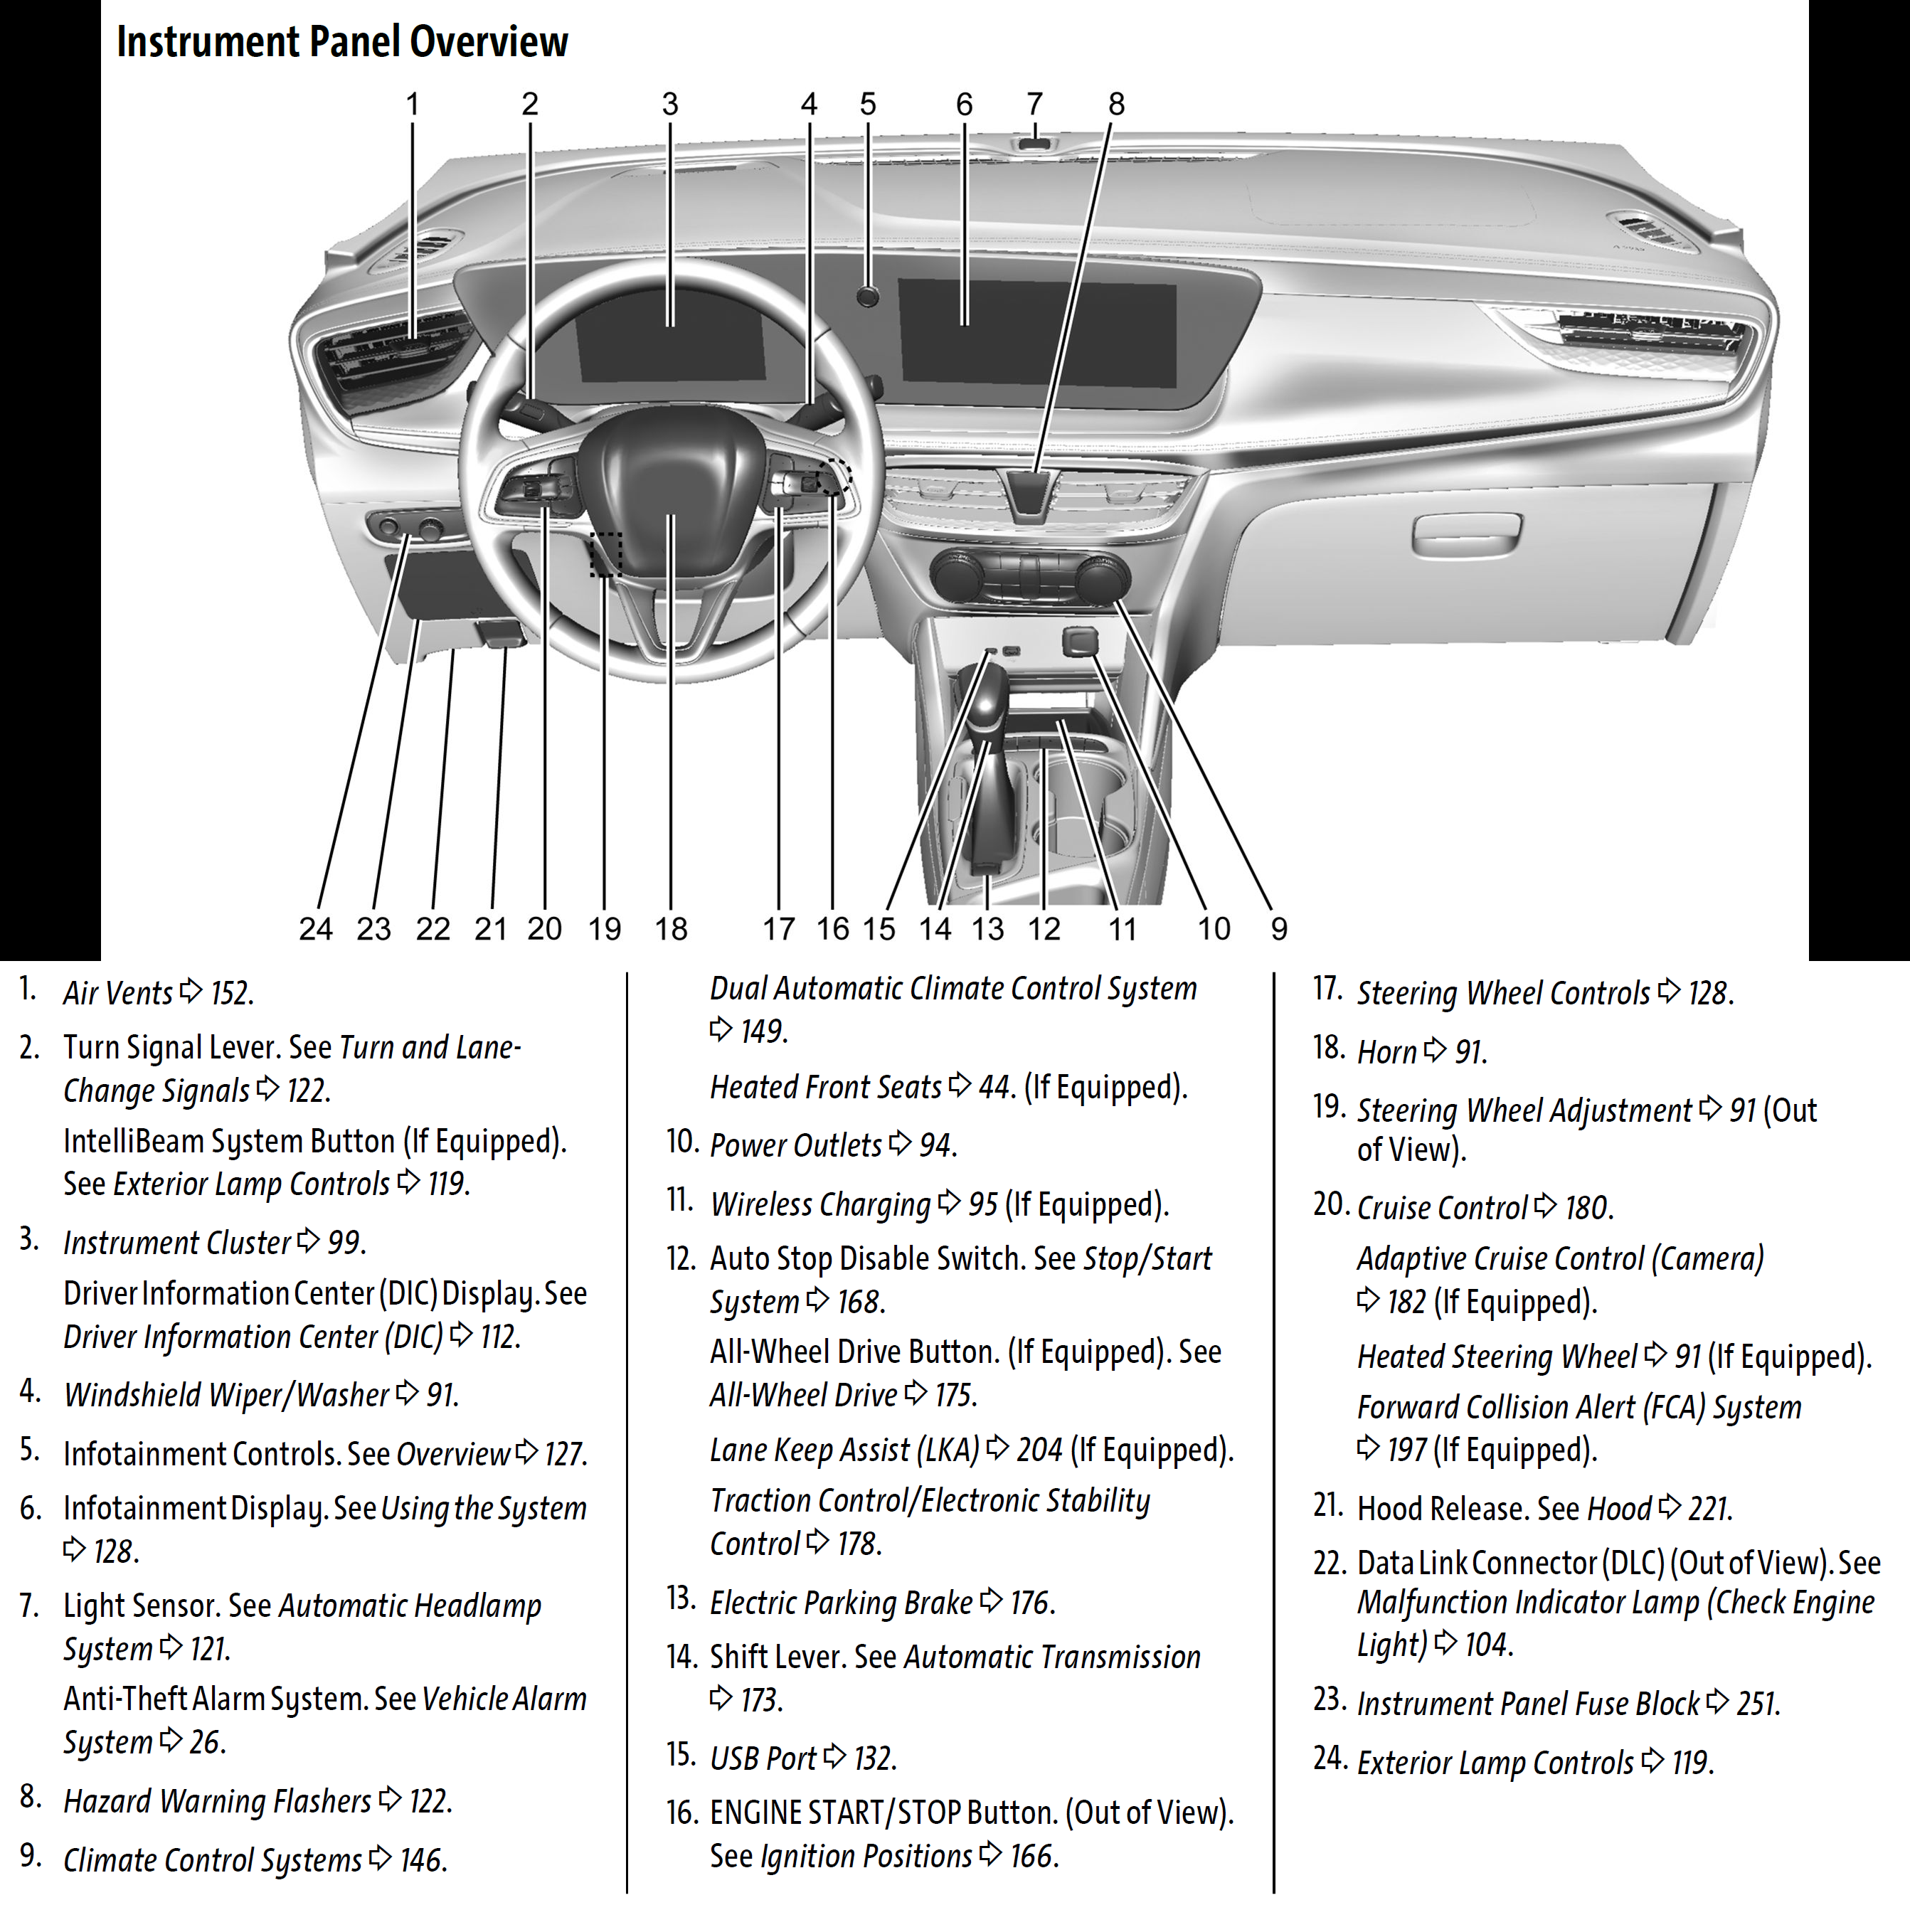 Instrument Panel Overview
1 2 3 4 5 6 7 8
24 23 22 21 20 19 18 17 16 15 14 13 12 11 10 9
1. Air Vents ⇨ 152.
2. Turn Signal Lever. See Turn and Lane-
Change Signals ⇨ 122.
IntelliBeam System Button (If Equipped).
See Exterior Lamp Controls ⇨ 119.
3. Instrument Cluster ⇨ 99.
Driver Information Center (DIC) Display. See
Driver Information Center (DIC) ⇨ 112.
4. Windshield Wiper/Washer ⇨ 91.
5. Infotainment Controls. See Overview ⇨ 127.
6. Infotainment Display. See Using the System
⇨ 128.
7. Light Sensor. See Automatic Headlamp
System ⇨ 121.
Anti-Theft Alarm System. See Vehicle Alarm
System ⇨ 26.
8. Hazard Warning Flashers ⇨ 122.
9. Climate Control Systems ⇨ 146.
Dual Automatic Climate Control System
⇨ 149.
Heated Front Seats ⇨ 44. (If Equipped).
10. Power Outlets ⇨ 94.
11. Wireless Charging ⇨ 95 (If Equipped).
12. Auto Stop Disable Switch. See Stop/Start
System ⇨ 168.
All-Wheel Drive Button. (If Equipped). See
All-Wheel Drive ⇨ 175.
Lane Keep Assist (LKA) ⇨ 204 (If Equipped).
Traction Control/Electronic Stability
Control ⇨ 178.
13. Electric Parking Brake ⇨ 176.
14. Shift Lever. See Automatic Transmission
⇨ 173.
15. USB Port ⇨ 132.
16. ENGINE START/STOP Button. (Out of View).
See Ignition Positions ⇨ 166.
17. Steering Wheel Controls ⇨ 128.
18. Horn ⇨ 91.
19. Steering Wheel Adjustment ⇨ 91 (Out
of View).
20. Cruise Control ⇨ 180.
Adaptive Cruise Control (Camera)
⇨ 182 (If Equipped).
Heated Steering Wheel ⇨ 91 (If Equipped).
Forward Collision Alert (FCA) System
⇨ 197 (If Equipped).
21. Hood Release. See Hood ⇨ 221.
22. Data Link Connector (DLC) (Out of View). See
Malfunction Indicator Lamp (Check Engine
Light) ⇨ 104.
23. Instrument Panel Fuse Block ⇨ 251.
24. Exterior Lamp Controls ⇨ 119.